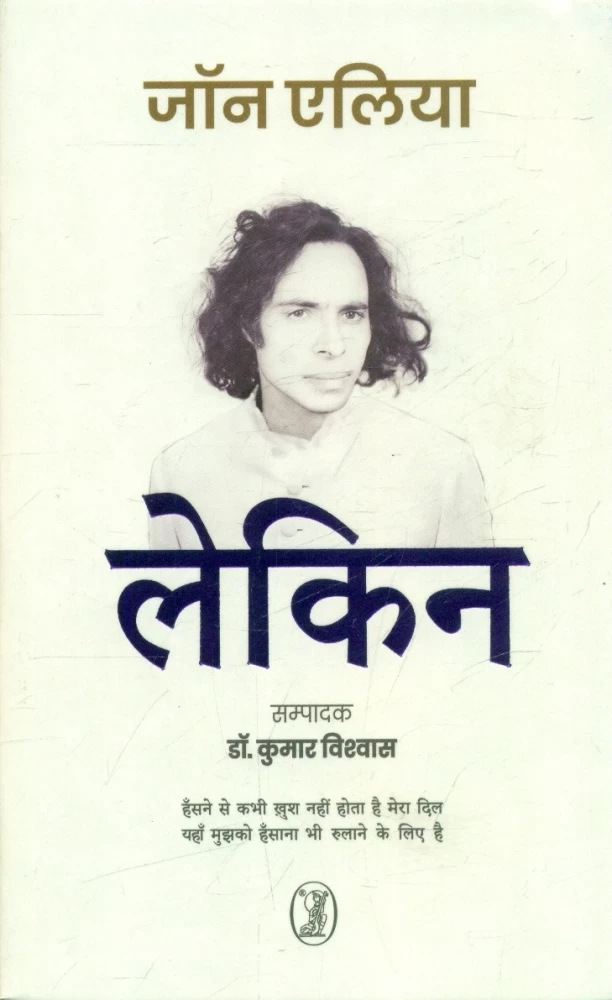 जॉन एलिया
लेकिन
सम्पादक
डॉ. कुमार विश्वास
हँसने से कभी ख़ुश नहीं होता है मेरा दिल
यहाँ मुझको हँसाना भी रुलाने के लिए है
®